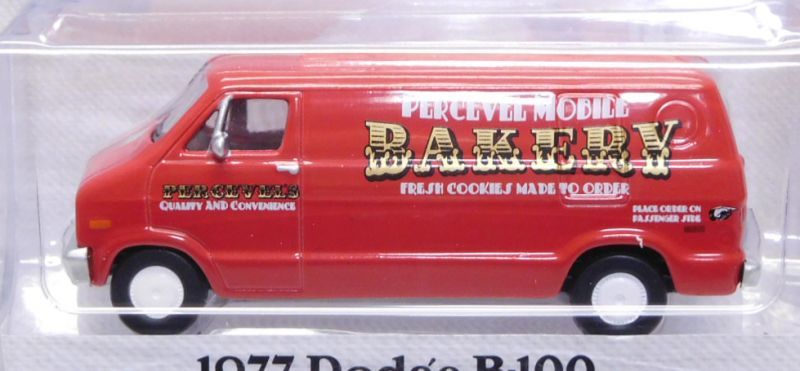 PERCEVEL MOBILE
BAKERY
FRESH COOKIES MADE TO ORDER
PERCEVELS
QUALITY AND CONVENIENCE
PLACE ORDER ON
PASSENGER SIDE
1977 Dodge B-100